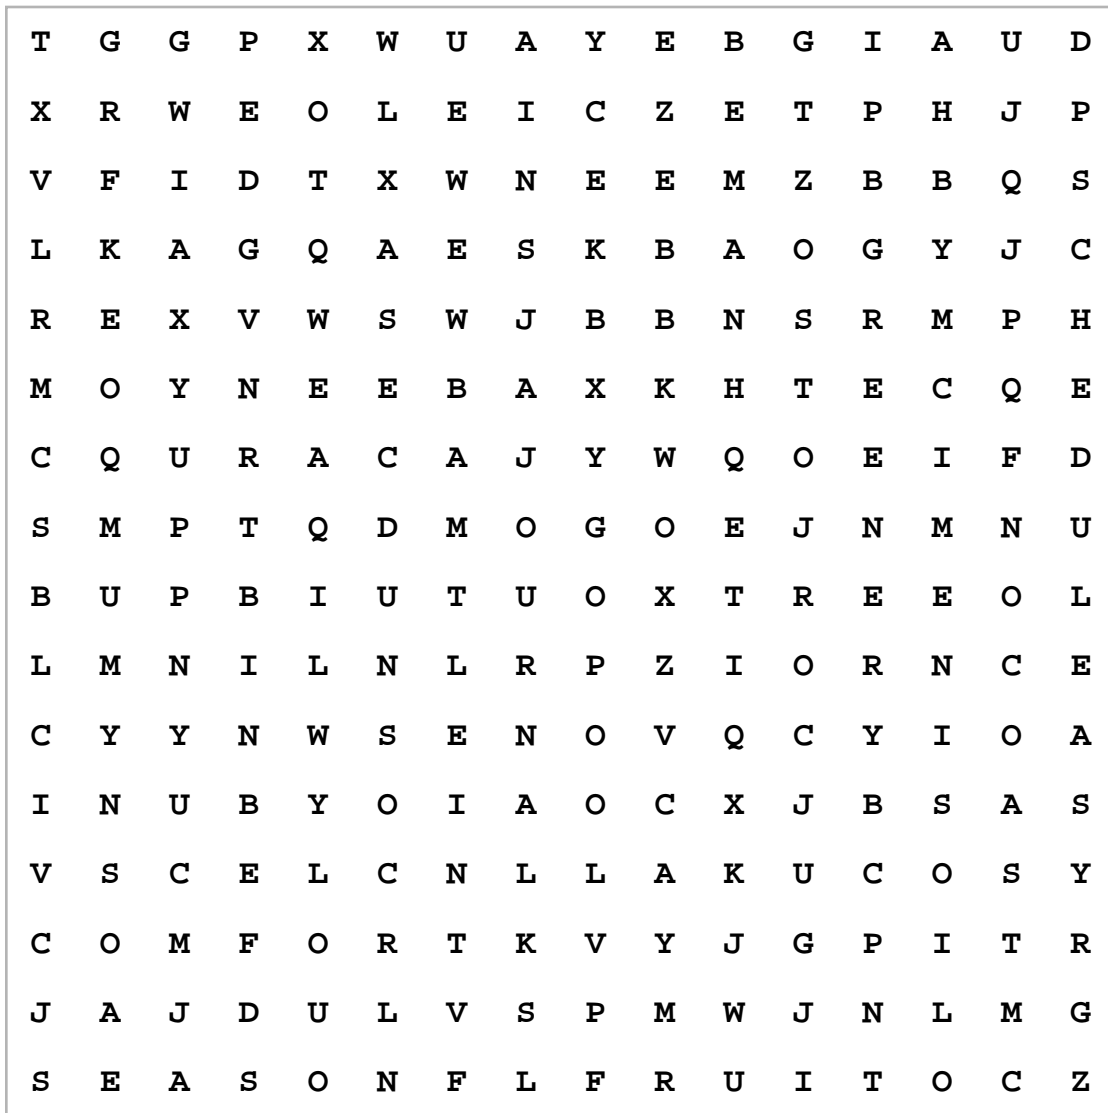 T G G P X W U A Y E B G I A U D
X R W E O L E I C Z E T P H J P
V F I D T X W N E E M Z B B Q S
L K A G Q A E S K B A O G Y J C
R E X V W S W J B B N S R M P H
M O Y N E E B A X K H T E C Q E
C Q U R A C A J Y W Q O E I F D
S M P T Q D M O G O E J N M N U
B U P B I U T U O X T R E E O L
L M N I L N L R P Z I O R N C E
C Y Y N W S E N O V Q C Y I O A
I N U B Y O I A O C X J B S A S
V S C E L C N L L A K U C O S Y
C O M F O R T K V Y J G P I T R
J A J D U L V S P M W J N L M G
S E A S O N F L F R U I T O C Z